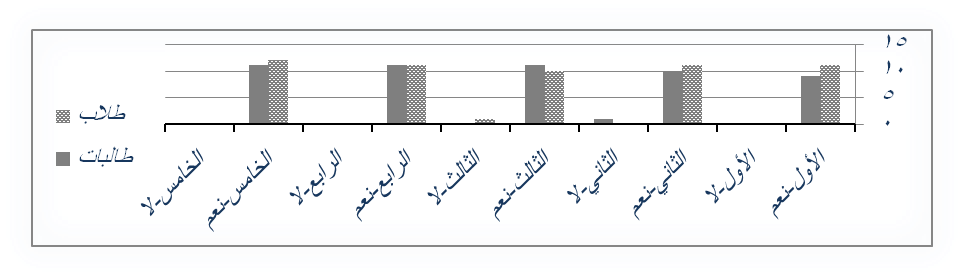 ١٥
١٠
٥
٠
الأول-نعم
الأول-لا
الثاني-نعم
الثاني-لا
الثالث-نعم
الثالث-لا
الرابع-نعم
الرابع-لا
الخامس-نعم
الخامس-لا
طلاب
طالبات